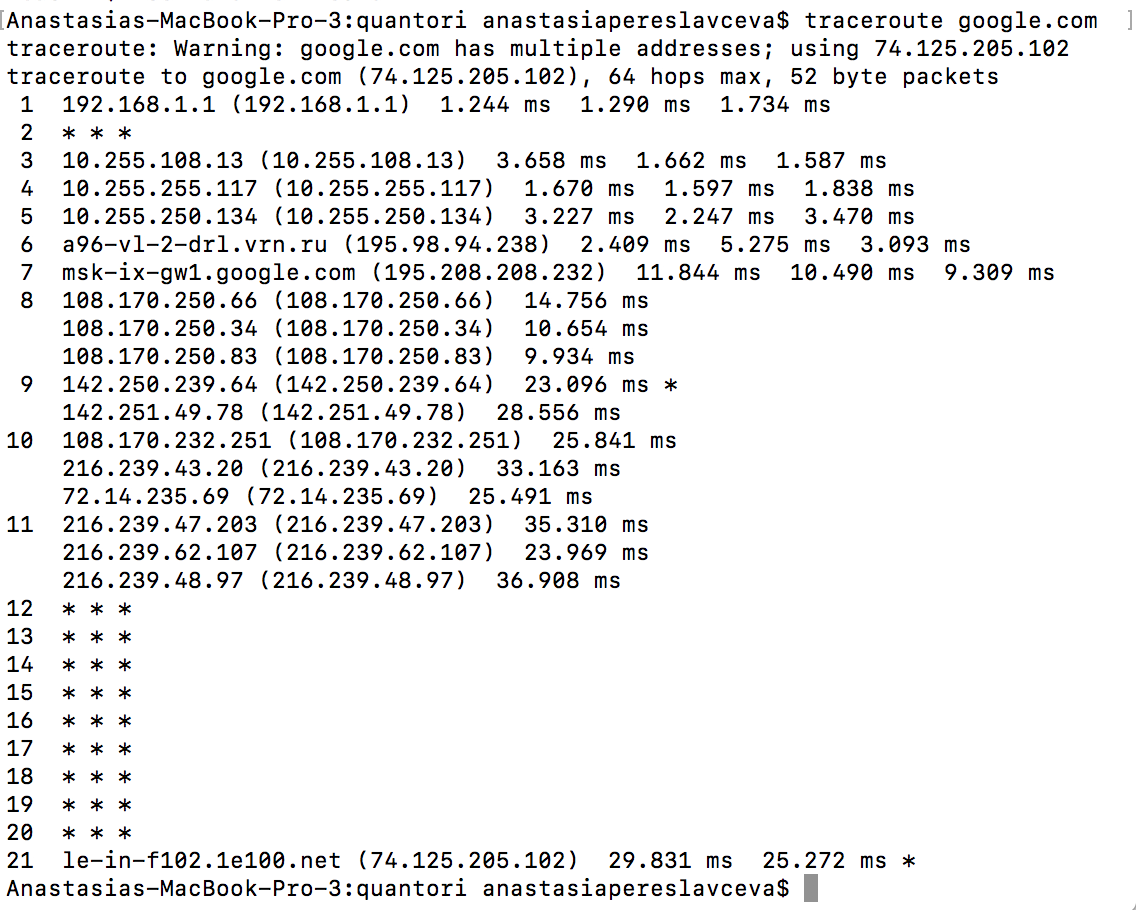 [Anastasias-MacBook-Pro-3:quantori anastasiapereslavceva$ traceroute google.com ]
traceroute: Warning: google.com has multiple addresses; using 74.125.205.102
traceroute to google.com (74.125.205.102), 64 hops max, 52 byte packets
 1  192.168.1.1 (192.168.1.1)  1.244 ms  1.290 ms  1.734 ms
 2  * * *
 3  10.255.108.13 (10.255.108.13)  3.658 ms  1.662 ms  1.587 ms
 4  10.255.255.117 (10.255.255.117)  1.670 ms  1.597 ms  1.838 ms
 5  10.255.250.134 (10.255.250.134)  3.227 ms  2.247 ms  3.470 ms
 6  a96-vl-2-drl.vrn.ru (195.98.94.238)  2.409 ms  5.275 ms  3.093 ms
 7  msk-ix-gw1.google.com (195.208.208.232)  11.844 ms  10.490 ms  9.309 ms
 8  108.170.250.66 (108.170.250.66)  14.756 ms
    108.170.250.34 (108.170.250.34)  10.654 ms
    108.170.250.83 (108.170.250.83)  9.934 ms
 9  142.250.239.64 (142.250.239.64)  23.096 ms *
    142.251.49.78 (142.251.49.78)  28.556 ms
10  108.170.232.251 (108.170.232.251)  25.841 ms
    216.239.43.20 (216.239.43.20)  33.163 ms
    72.14.235.69 (72.14.235.69)  25.491 ms
11  216.239.47.203 (216.239.47.203)  35.310 ms
    216.239.62.107 (216.239.62.107)  23.969 ms
    216.239.48.97 (216.239.48.97)  36.908 ms
12  * * *
13  * * *
14  * * *
15  * * *
16  * * *
17  * * *
18  * * *
19  * * *
20  * * *
21  le-in-f102.1e100.net (74.125.205.102)  29.831 ms  25.272 ms *
Anastasias-MacBook-Pro-3:quantori anastasiapereslavceva$